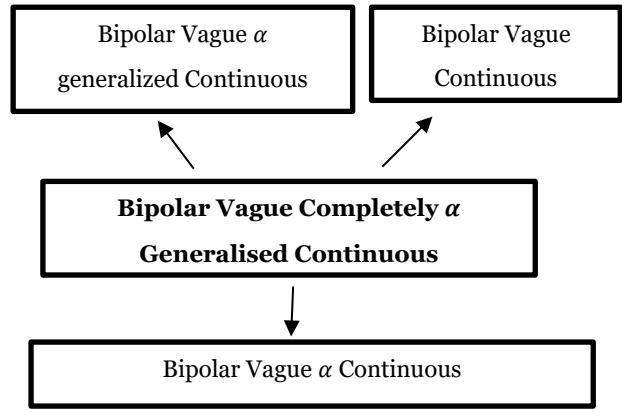 Bipolar Vague 𝛼
generalized Continuous
Bipolar Vague
Continuous
Bipolar Vague Completely 𝛼
Generalised Continuous
Bipolar Vague 𝛼 Continuous